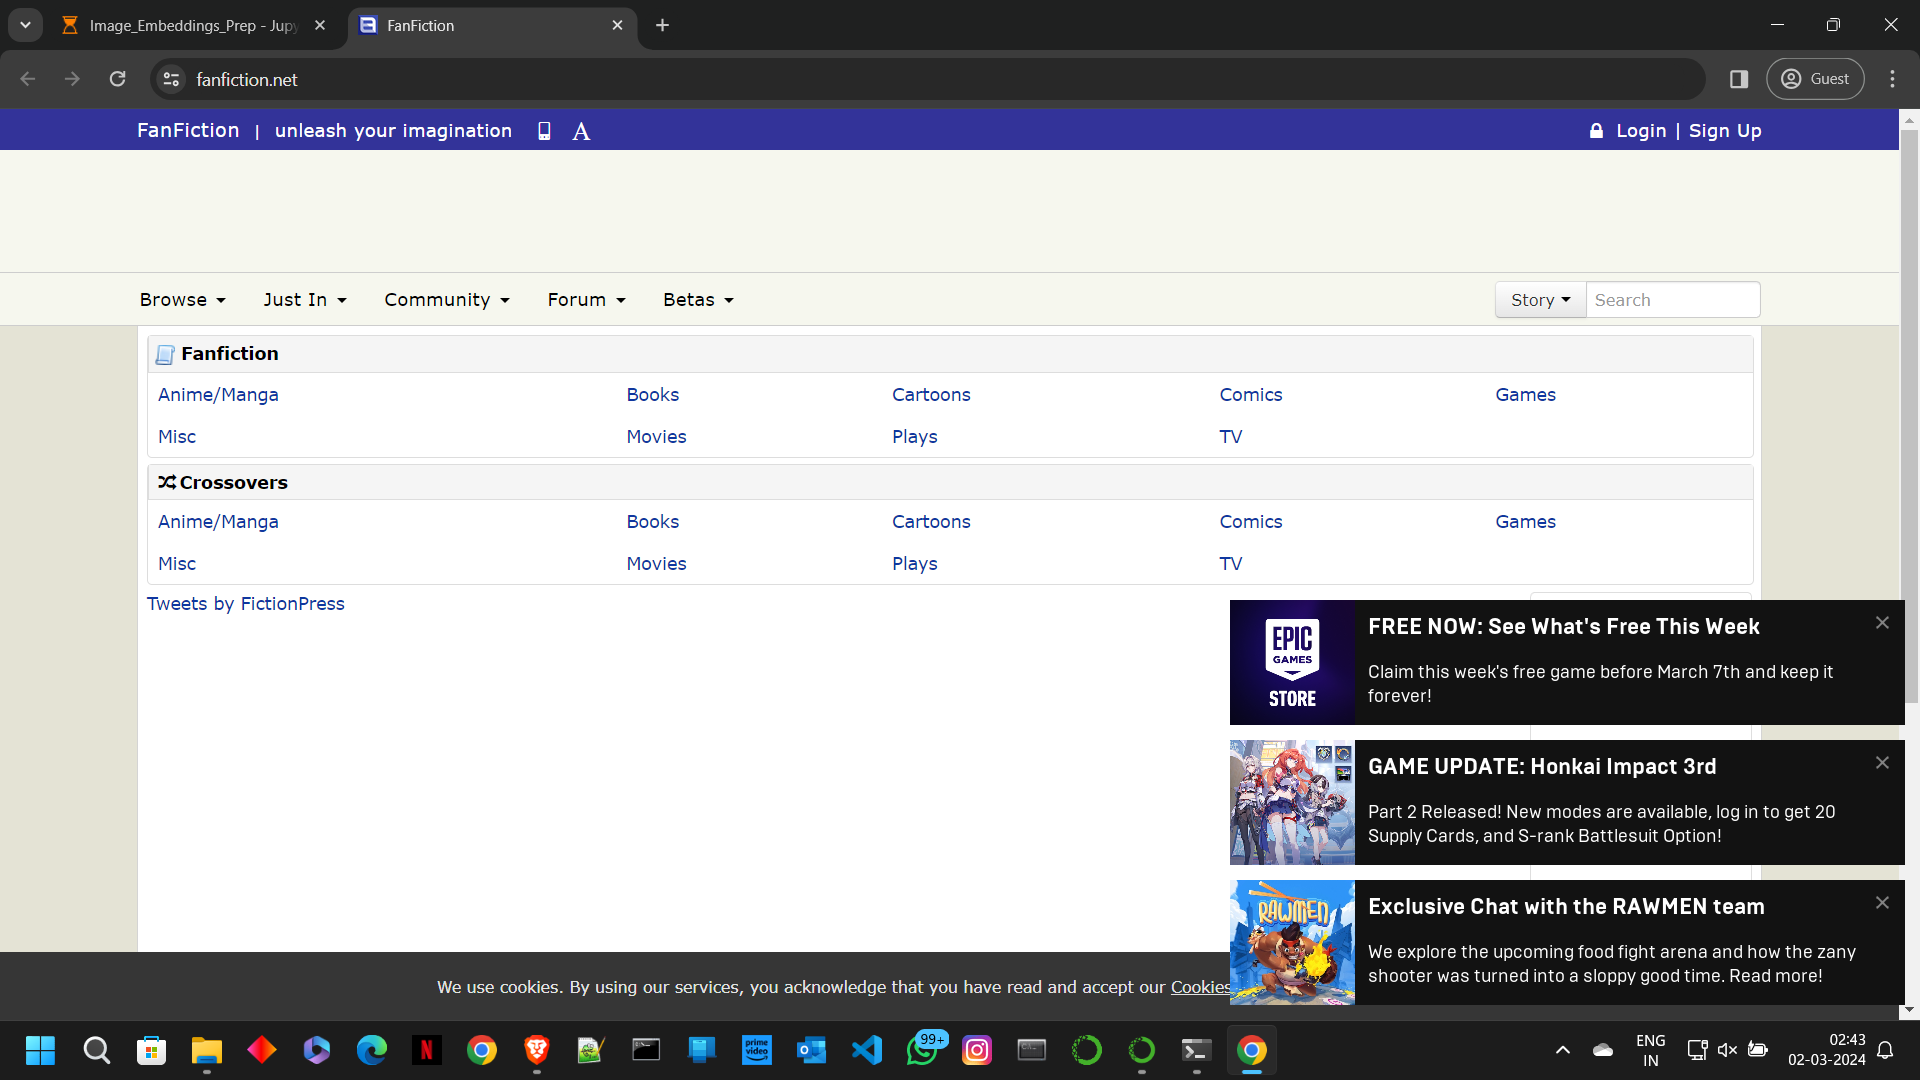 Image_Embeddings_Prep - Jupy
FanFiction
fanfiction.net
Guest
FanFiction | unleash your imagination A
Login | Sign Up
Browse Just In Community Forum Betas
Story Search
Fanfiction
Anime/Manga Books Cartoons Comics Games
Misc Movies Plays TV
Crossovers
Anime/Manga Books Cartoons Comics Games
Misc Movies Plays TV
Tweets by FictionPress
EPIC
GAMES
STORE
FREE NOW: See What's Free This Week
Claim this week's free game before March 7th and keep it
forever!
GAME UPDATE: Honkai Impact 3rd
Part 2 Released! New modes are available, log in to get 20
Supply Cards, and S-rank Battlesuit Option!
RAWMEN
Exclusive Chat with the RAWMEN team
We explore the upcoming food fight arena and how the zany
shooter was turned into a sloppy good time. Read more!
We use cookies. By using our services, you acknowledge that you have read and accept our Cookies
N
prime
video
99+
ENG
IN
02:43
02-03-2024